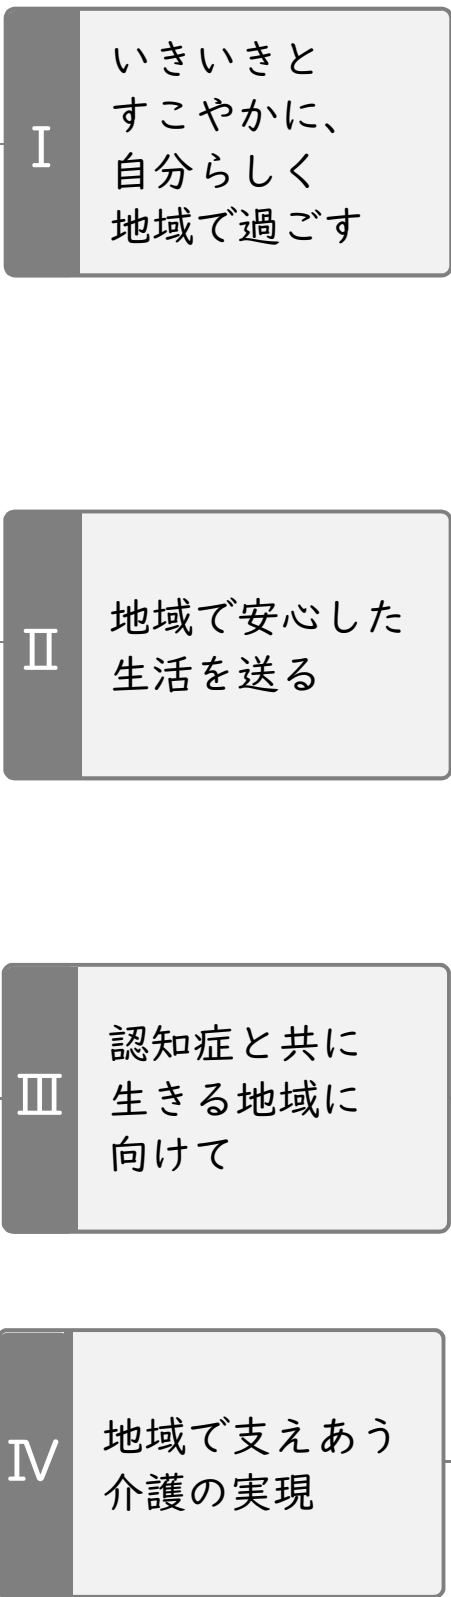 Ⅰ
いきいきと
すこやかに、
自分らしく
地域で過ごす
Ⅱ
地域で安心した
生活を送る
Ⅲ
認知症と共に
生きる地域に
向けて
Ⅳ
地域で支えあう
介護の実現